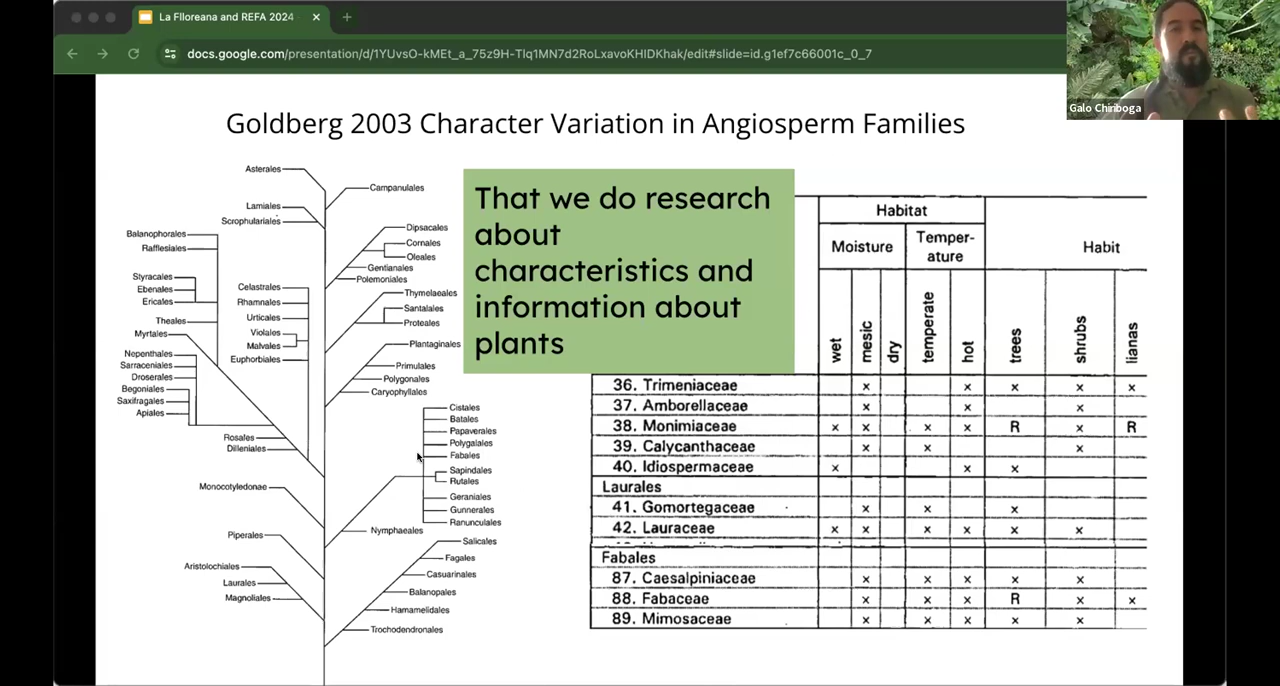 La Flloreana and REFA 2024
docs.google.com/presentation/d/1YUvsO-kMEt_a_75z9H-Tlq1MN7d2RoLxavoKHIDKhak/edit#slide=id.g1ef7c66001c_0_7
Galo Chiriboga
Goldberg 2003 Character Variation in Angiosperm Families
That we do research
about
characteristics and
information about
plants
Asterales
Campanulales
Lamiales
Scrophulariales
Dipsacales
Balanophorales
Cornales
Rafflesiales
Oleales
Gentianales
Polemoniales
Styracales
Ebenales
Ericales
Celastrales
Thymelaeales
Rhamnales
Santalales
Theales
Urticales
Proteales
Myrtales
Violales
Malvales
Plantaginales
Nepenthales
Euphorbiales
Sarraceniales
Primulales
Droserales
Polygonales
Begoniales
Caryophyllales
Saxifragales
Cistales
Apiales
Batales
Papaverales
Rosales
Polygalales
Dilleniales
Fabales
Sapindales
Rutales
Monocotyledonae
Geraniales
Gunnerales
Ranunculales
Nymphaeales
Piperales
Salicales
Fagales
Aristolochiales
Casuarinales
Laurales
Balanopales
Magnoliales
Hamamelidales
Trochodendronales
Habitat
Moisture
Temper-
ature
Habit
wet
mesic
dry
temperate
hot
trees
shrubs
lianas
36. Trimeniaceae x x x x x
37. Amborellaceae x x x
38. Monimiaceae x x x x R x R
39. Calycanthaceae x x x
40. Idiospermaceae x x x
Laurales
41. Gomortegaceae x x x
42. Lauraceae x x x x x x
Fabales
87. Caesalpiniaceae x x x x x
88. Fabaceae x x x R x x
89. Mimosaceae x x x x x